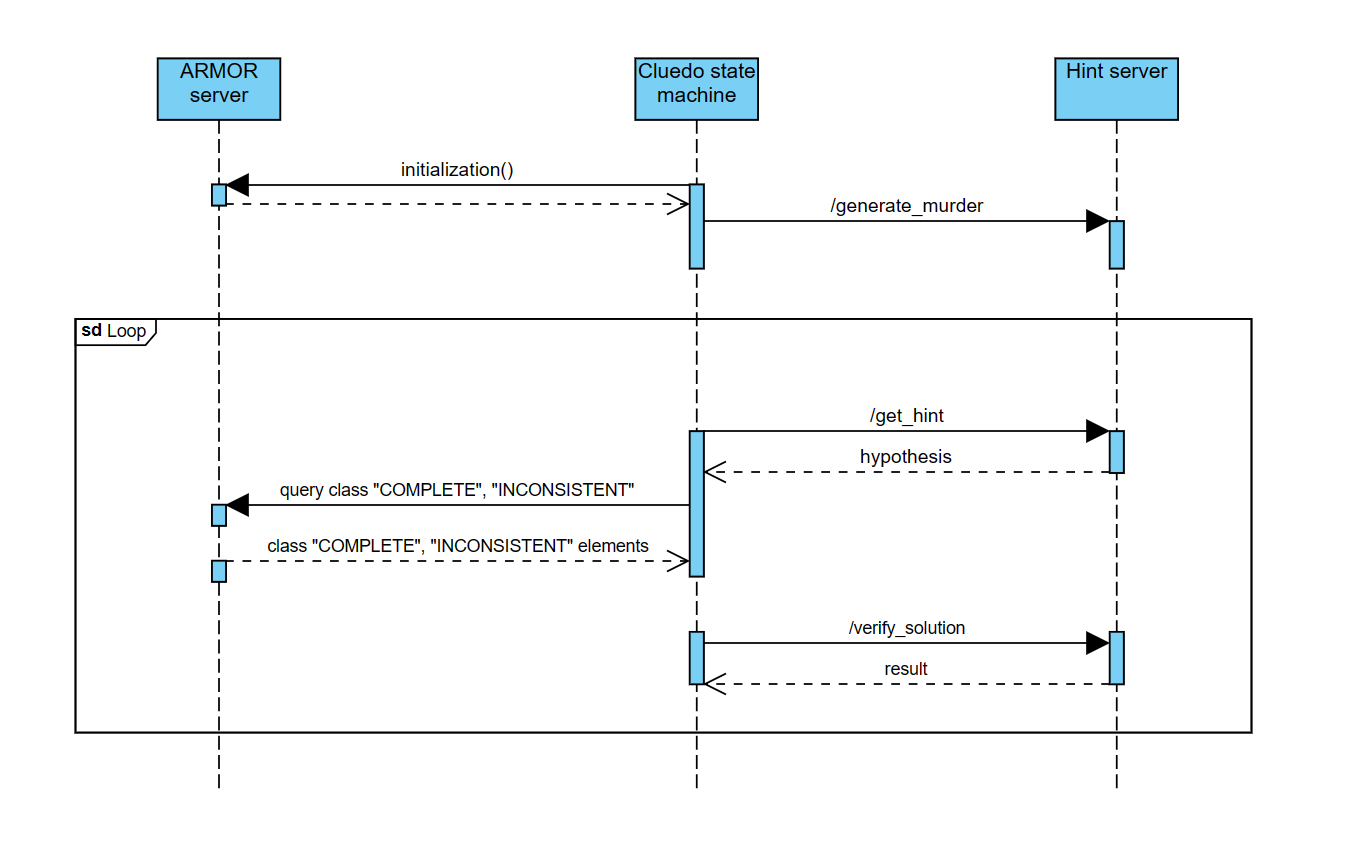 ARMOR
server
Cluedo state
machine
Hint server
initialization()
/generate_murder
sd Loop
/get_hint
hypothesis
query class "COMPLETE", "INCONSISTENT"
class "COMPLETE", "INCONSISTENT" elements
/verify_solution
result